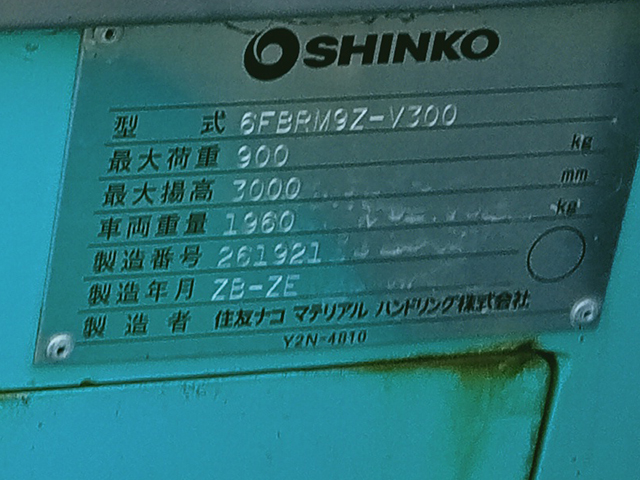 SHINKO
型 式 6FBRM9Z-V300
最大荷重 900 kg
最大揚高 3000 mm
車両重量 1960 kg
製造番号 261921
製造年月 ZB-ZE
製造者 住友ナコ マテリアル ハンドリング株式会社
Y2N-4810